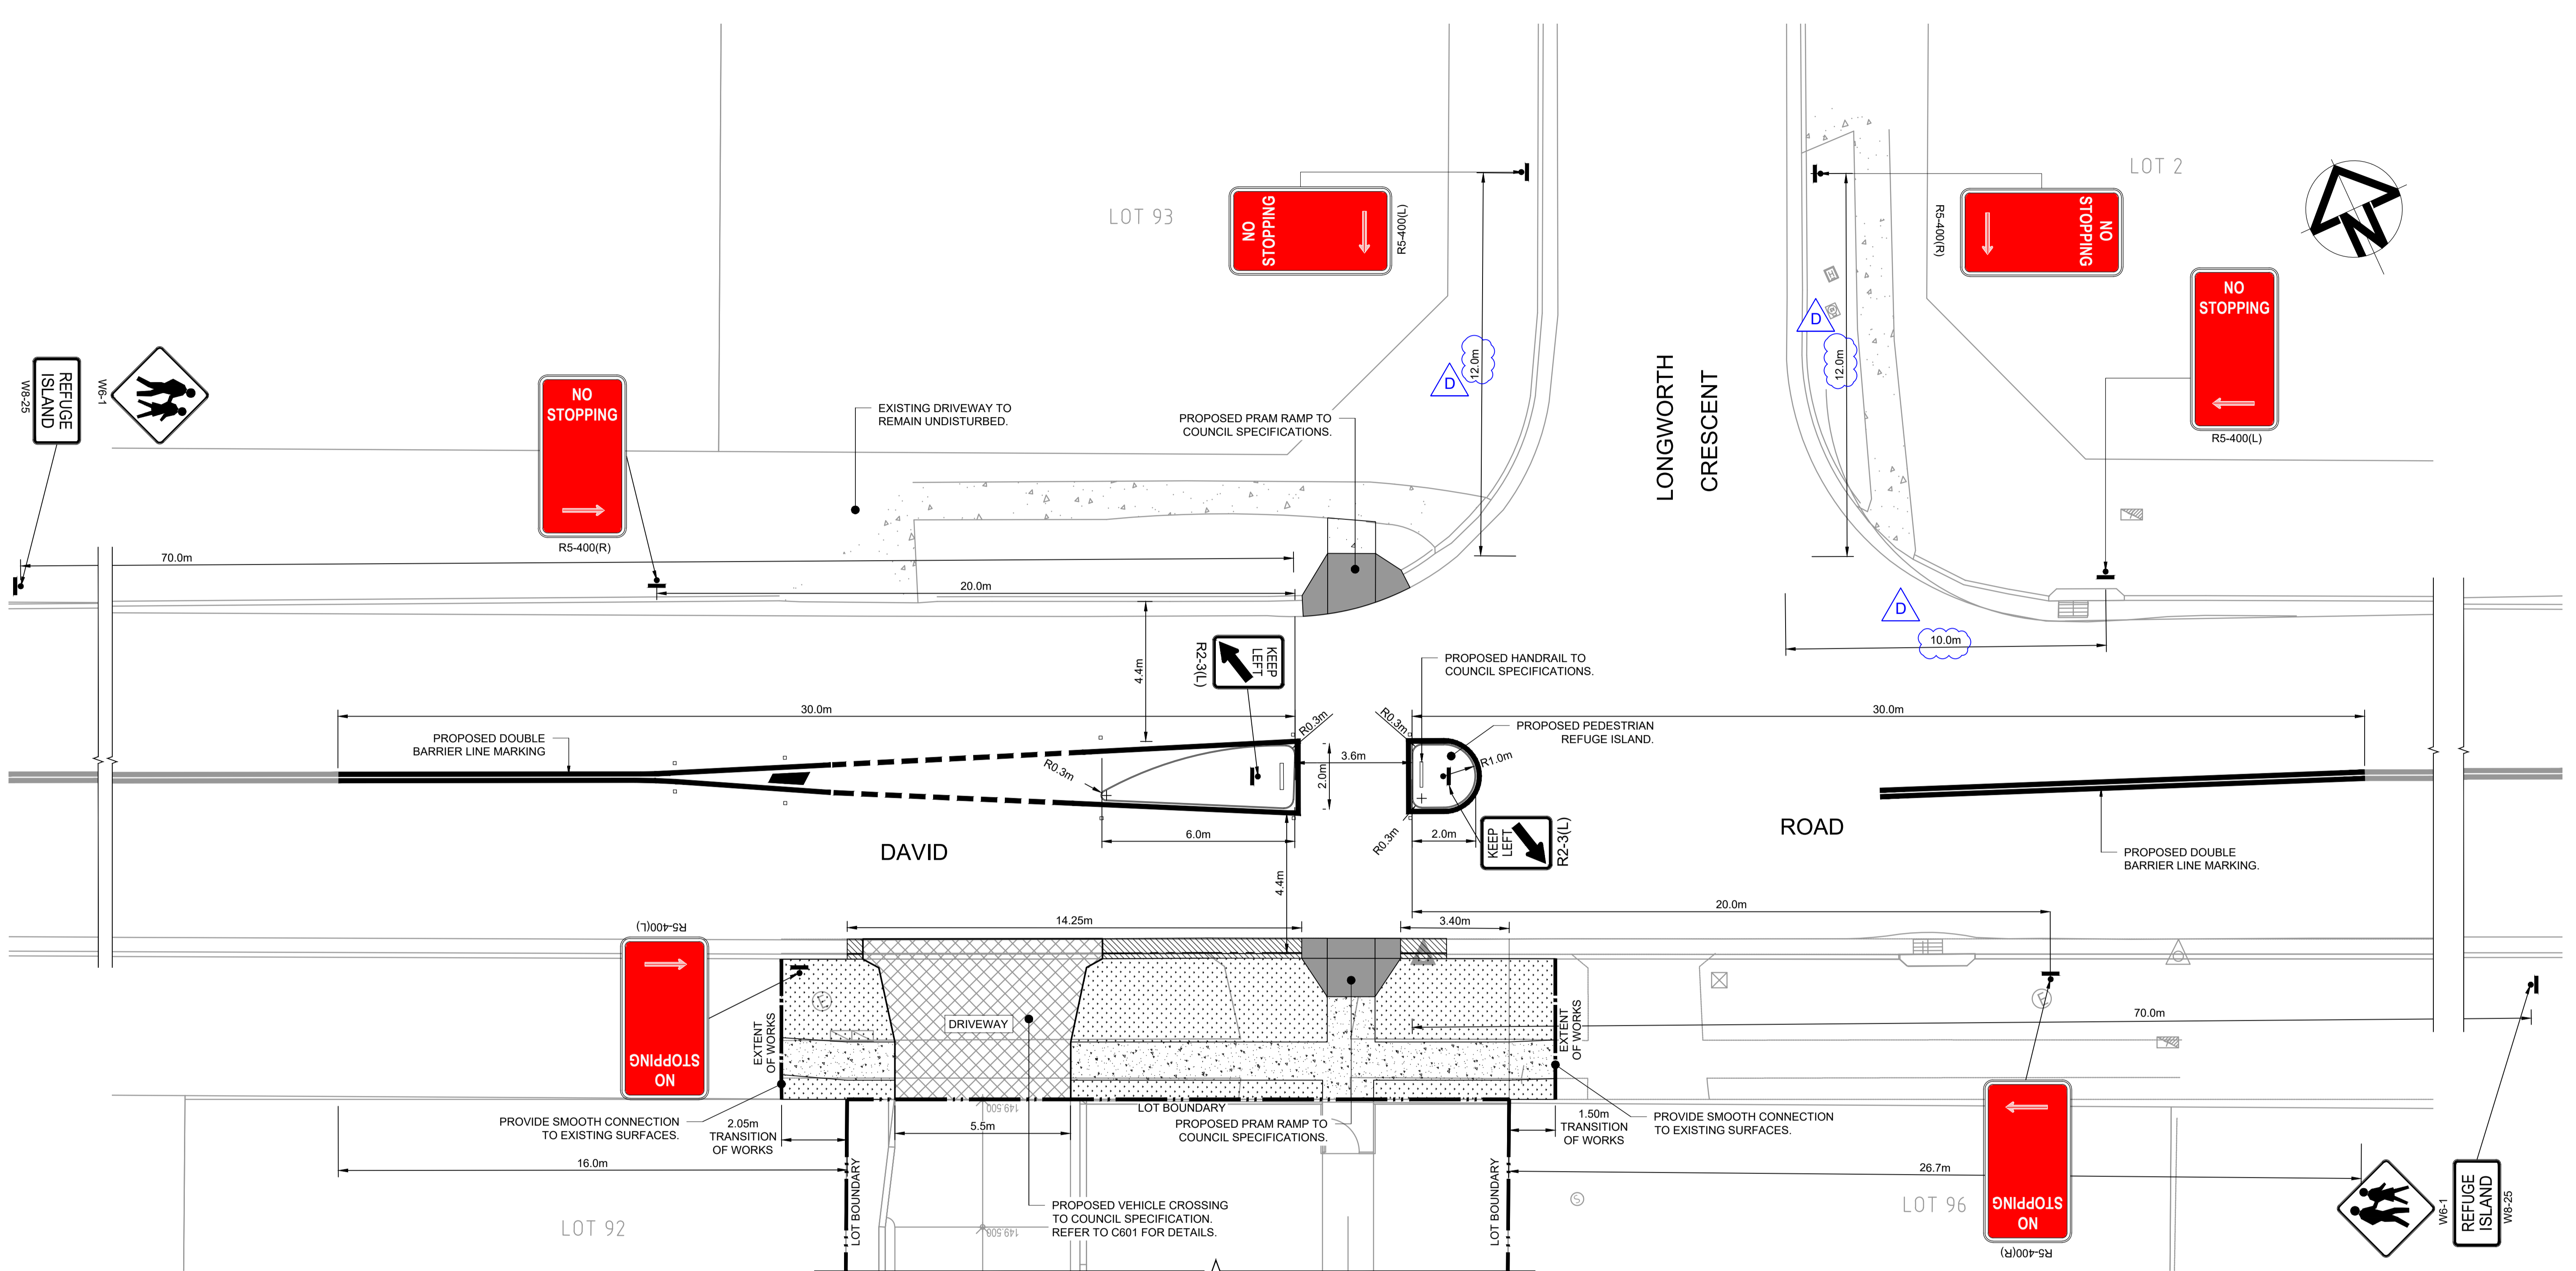 LOT 93
LOT 2
NO
STOPPING
R5-400(L)
NO
STOPPING
R5-400(R)
N
NO
STOPPING
R5-400(L)
D
12.0m
D
12.0m
LONGWORTH
CRESCENT
REFUGE
ISLAND
W8-25
W6-1
NO
STOPPING
R5-400(R)
EXISTING DRIVEWAY TO
REMAIN UNDISTURBED.
PROPOSED PRAM RAMP TO
COUNCIL SPECIFICATIONS.
H
70.0m
20.0m
D
10.0m
4.4m
KEEP
LEFT
R2-3(L)
PROPOSED HANDRAIL TO
COUNCIL SPECIFICATIONS.
30.0m
R0.3m
R0.3m
30.0m
PROPOSED PEDESTRIAN
REFUGE ISLAND.
PROPOSED DOUBLE
BARRIER LINE MARKING
R0.3m
2.0m
3.6m
R1.0m
6.0m
R0.3m
2.0m
KEEP
LEFT
R2-3(L)
DAVID
ROAD
PROPOSED DOUBLE
BARRIER LINE MARKING.
4.4m
14.25m
3.40m
20.0m
R5-400(L)
NO
STOPPING
E
E
DRIVEWAY
EXTENT
OF WORKS
EXTENT
OF WORKS
70.0m
PROVIDE SMOOTH CONNECTION
TO EXISTING SURFACES.
2.05m
TRANSITION
OF WORKS
149.500
5.5m
LOT BOUNDARY
PROPOSED PRAM RAMP TO
COUNCIL SPECIFICATIONS.
1.50m
TRANSITION
OF WORKS
PROVIDE SMOOTH CONNECTION
TO EXISTING SURFACES.
16.0m
26.7m
LOT BOUNDARY
LOT BOUNDARY
PROPOSED VEHICLE CROSSING
TO COUNCIL SPECIFICATION.
REFER TO C601 FOR DETAILS.
149.500
LOT 92
S
LOT 96
NO
STOPPING
R5-400(R)
W6-1
REFUGE
ISLAND
W8-25